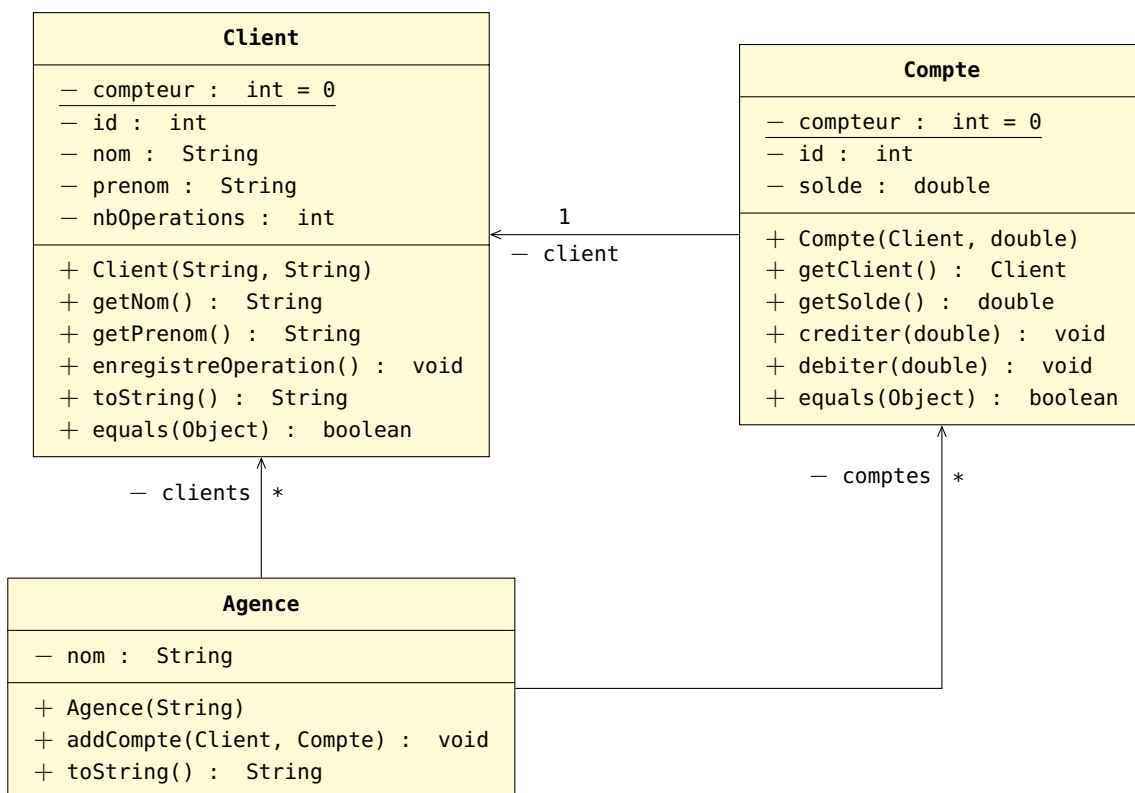 Client
− compteur : int = 0
− id : int
− nom : String
− prenom : String
− nbOperations : int
+ Client(String, String)
+ getNom() : String
+ getPrenom() : String
+ enregistreOperation() : void
+ toString() : String
+ equals(Object) : boolean
1
− client
Compte
− compteur : int = 0
− id : int
− solde : double
+ Compte(Client, double)
+ getClient() : Client
+ getSolde() : double
+ crediter(double) : void
+ debiter(double) : void
+ equals(Object) : boolean
− clients *
− comptes *
Agence
− nom : String
+ Agence(String)
+ addCompte(Client, Compte) : void
+ toString() : String